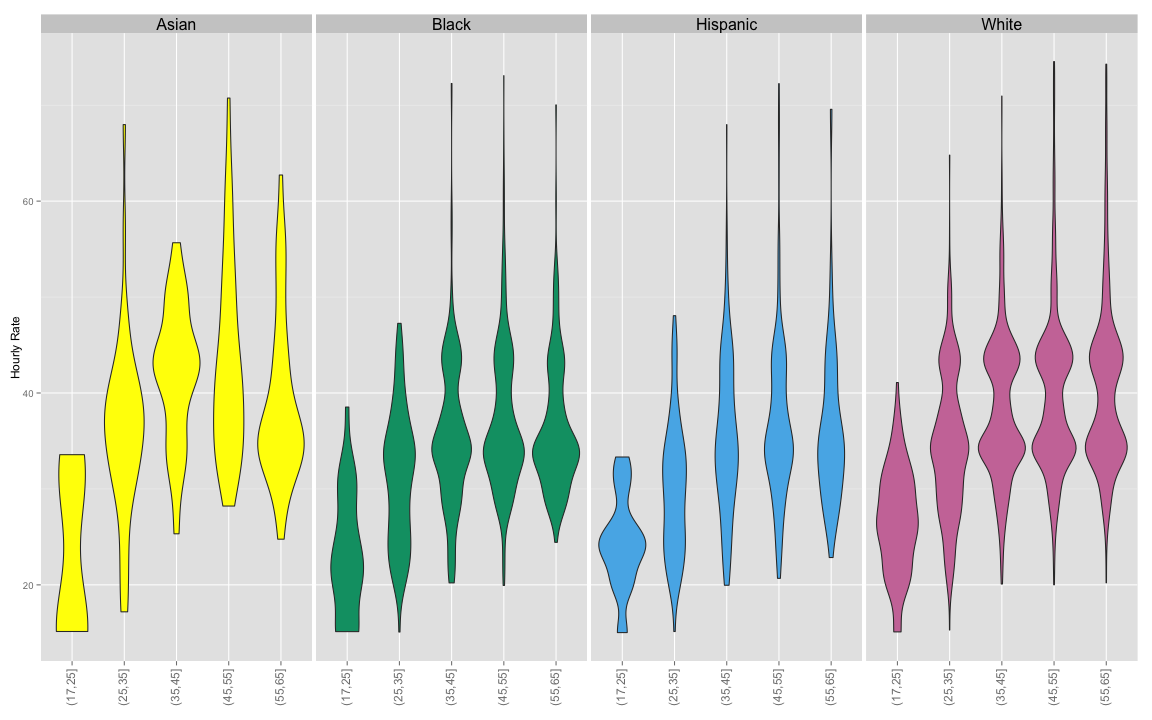 Asian Black Hispanic White
Hourly Rate
60
40
20
(17,25] (25,35] (35,45] (45,55] (55,65] (17,25] (25,35] (35,45] (45,55] (55,65] (17,25] (25,35] (35,45] (45,55] (55,65] (17,25] (25,35] (35,45] (45,55] (55,65]